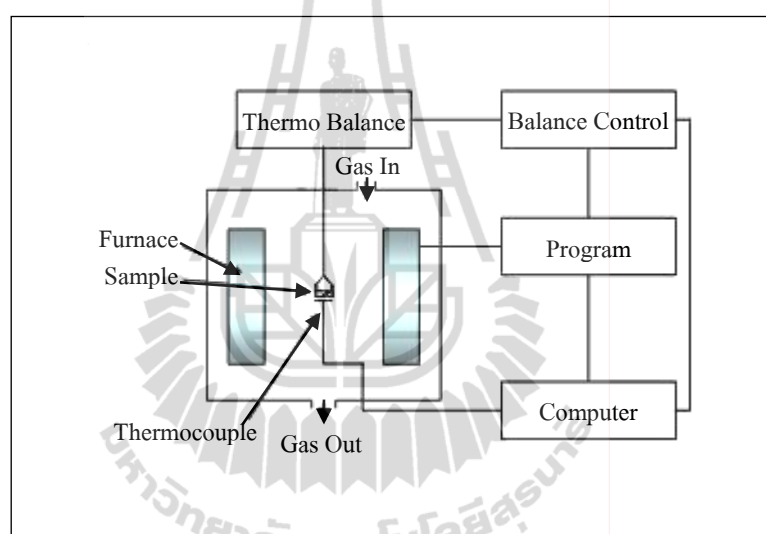 Thermo Balance
Balance Control
Gas In
Furnace
Program
Sample
Thermocouple
Gas Out
Computer